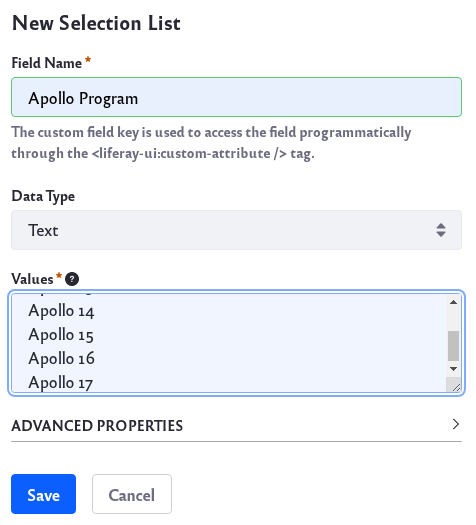 New Selection List
Field Name *
Apollo Program
The custom field key is used to access the field programmatically
through the <liferay-ui:custom-attribute /> tag.
Data Type
Text
Values * ?
Apollo 14
Apollo 15
Apollo 16
Apollo 17
ADVANCED PROPERTIES
Save Cancel